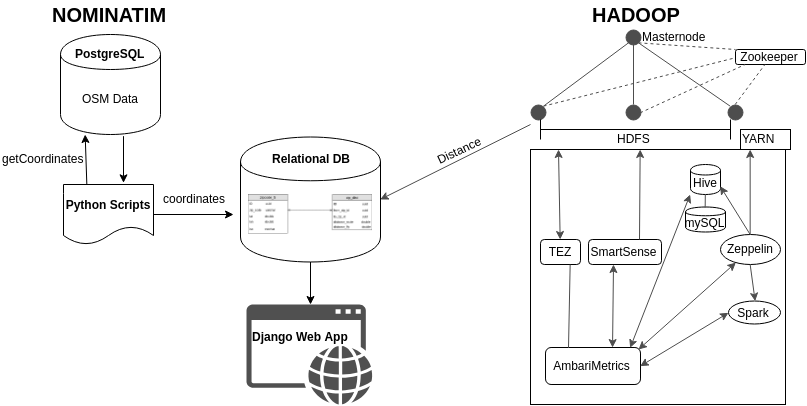 NOMINATIM
HADOOP
PostgreSQL
OSM Data
Masternode
Zookeeper
getCoordinates
Python Scripts
coordinates
Relational DB
Distance
HDFS
YARN
Hive
mySQL
TEZ
SmartSense
Zeppelin
Spark
AmbariMetrics
Django Web App